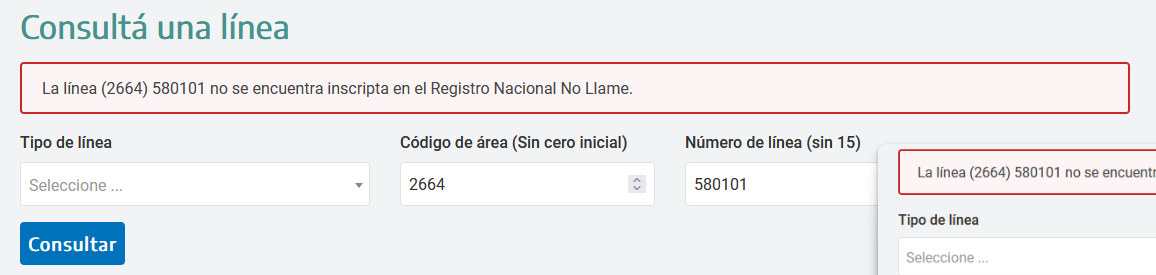 Consultá una línea
La línea (2664) 580101 no se encuentra inscripta en el Registro Nacional No Llame.
Tipo de línea
Código de área (Sin cero inicial)
Número de línea (sin 15)
Seleccione ...
2664
580101
Consultar
La línea (2664) 580101 no se
Tipo de línea
Seleccione ...